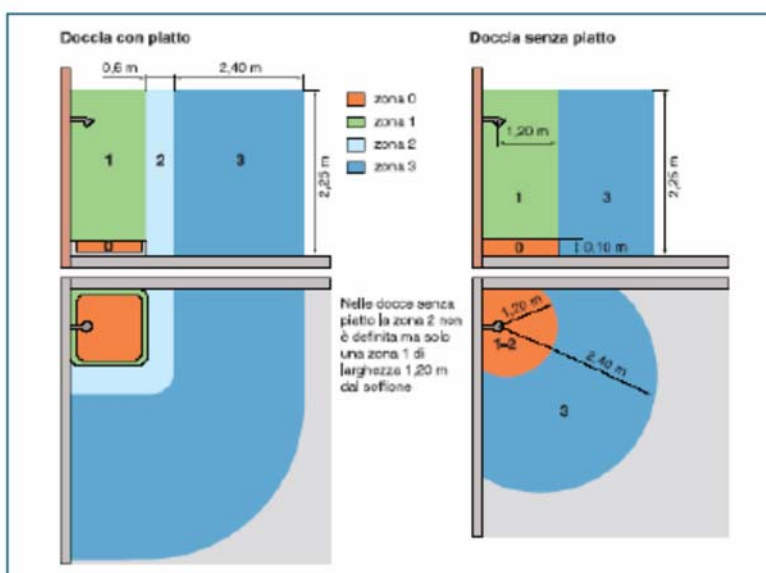 Doccia con piatto
0,6 m
2,40 m
1
2
3
0
2,25 m
zona 0
zona 1
zona 2
zona 3
Doccia senza piatto
1,20 m
1
3
0
0,10 m
2,25 m
Nelle docce senza
piatto la zona 2 non
è definita ma solo
una zona 1 di
larghezza 1,20 m
dal soffione
1,20 m
1-2
2,40 m
3